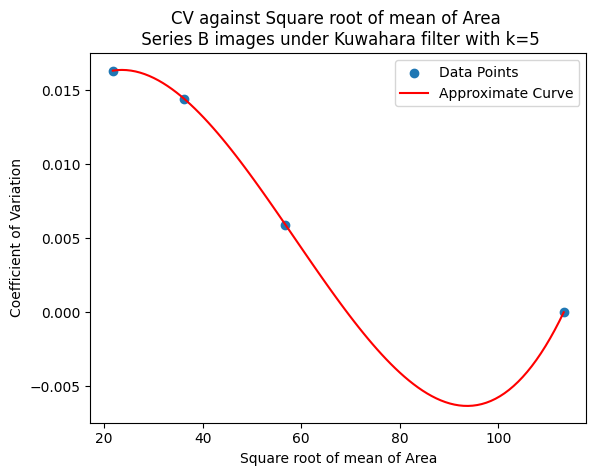 CV against Square root of mean of Area
Series B images under Kuwahara filter with k=5
Data Points
Approximate Curve
Coefficient of Variation
0.015
0.010
0.005
0.000
−0.005
20
40
60
80
100
Square root of mean of Area